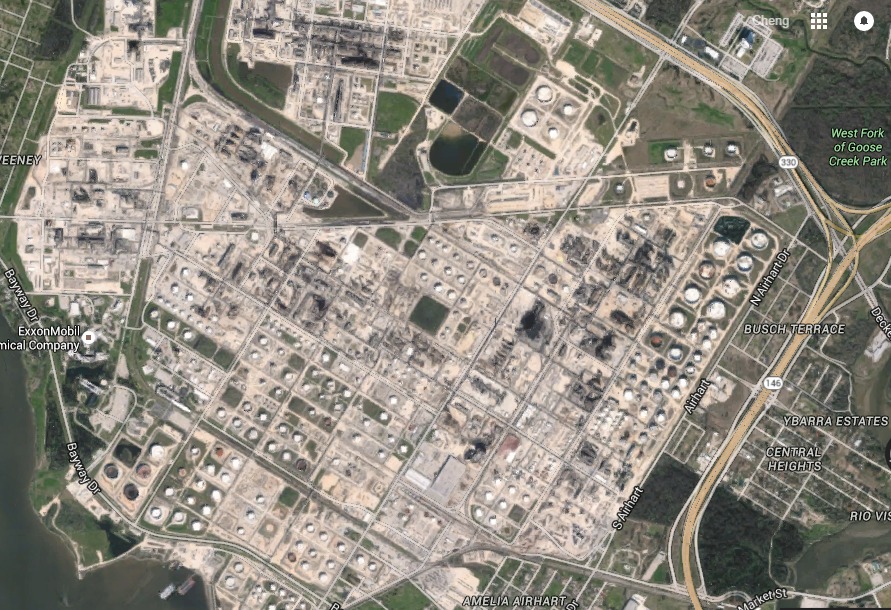 Cheng
West Fork
of Goose
Creek Park
330
EENEY
N Airhart Dr
Bayway Dr
ExxonMobil
mical Company
BUSCH TERRACE
146
Airhart
YBARRA ESTATES
CENTRAL
HEIGHTS
Bayway Dr
S Airhart
RIO VIS
AMELIA AIRHART
Dr
Market St